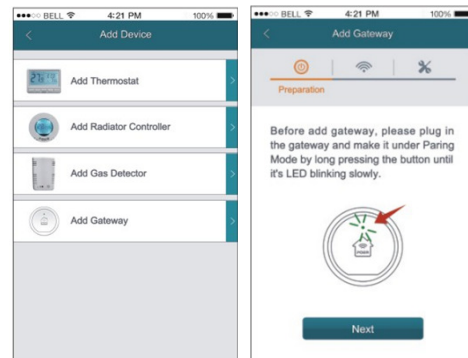 BELL 4:21 PM 100%
Add Device
Add Thermostat
Add Radiator Controller
Add Gas Detector
Add Gateway
BELL 4:21 PM 100%
Add Gateway
Preparation
Before add gateway, please plug in
the gateway and make it under Paring
Mode by long pressing the button until
it's LED blinking slowly.
Next